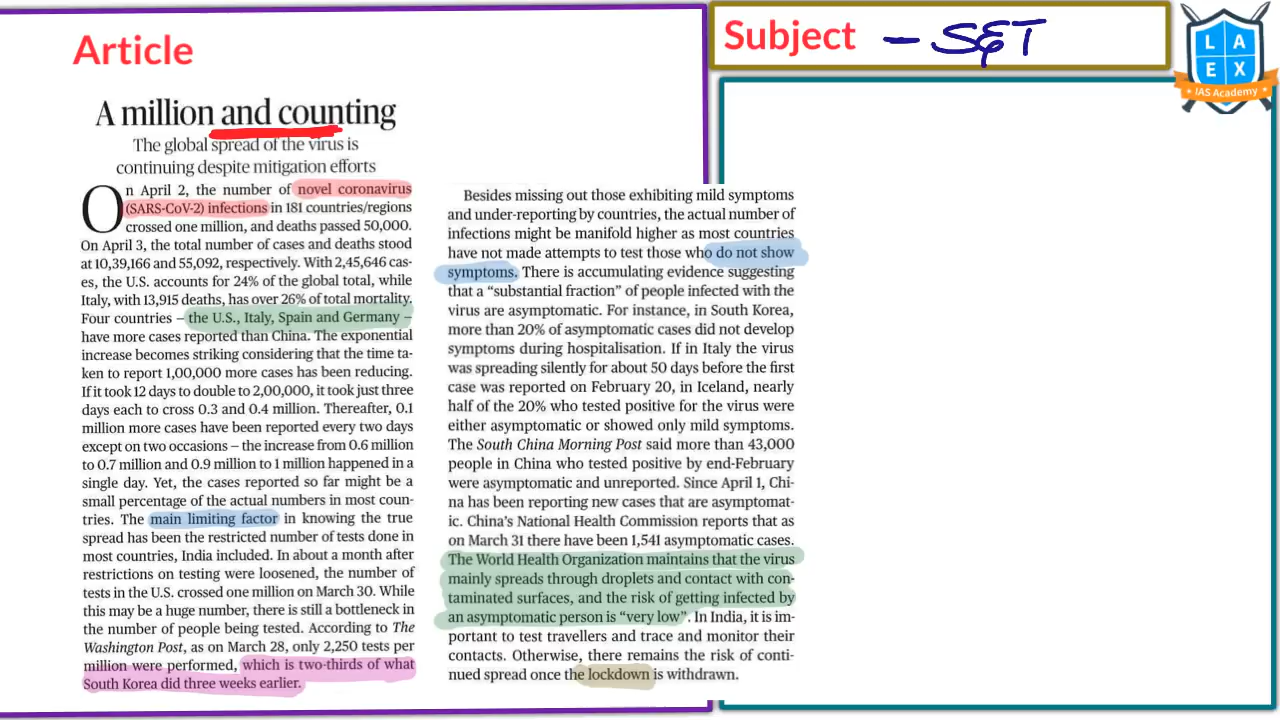 Article
A million and counting
The global spread of the virus is
continuing despite mitigation efforts
On April 2, the number of novel coronavirus
(SARS-CoV-2) infections in 181 countries/regions
crossed one million, and deaths passed 50,000.
On April 3, the total number of cases and deaths stood
at 10,39,166 and 55,092, respectively. With 2,45,646 cas-
es, the U.S. accounts for 24% of the global total, while
Italy, with 13,915 deaths, has over 26% of total mortality.
Four countries – the U.S., Italy, Spain and Germany –
have more cases reported than China. The exponential
increase becomes striking considering that the time ta-
ken to report 1,00,000 more cases has been reducing.
If it took 12 days to double to 2,00,000, it took just three
days each to cross 0.3 and 0.4 million. Thereafter, 0.1
million more cases have been reported every two days
except on two occasions – the increase from 0.6 million
to 0.7 million and 0.9 million to 1 million happened in a
single day. Yet, the cases reported so far might be a
small percentage of the actual numbers in most coun-
tries. The main limiting factor in knowing the true
spread has been the restricted number of tests done in
most countries, India included. In about a month after
restrictions on testing were loosened, the number of
tests in the U.S. crossed one million on March 30. While
this may be a huge number, there is still a bottleneck in
the number of people being tested. According to The
Washington Post, as on March 28, only 2,250 tests per
million were performed, which is two-thirds of what
South Korea did three weeks earlier.
Besides missing out those exhibiting mild symptoms
and under-reporting by countries, the actual number of
infections might be manifold higher as most countries
have not made attempts to test those who do not show
symptoms. There is accumulating evidence suggesting
that a “substantial fraction” of people infected with the
virus are asymptomatic. For instance, in South Korea,
more than 20% of asymptomatic cases did not develop
symptoms during hospitalisation. If in Italy the virus
was spreading silently for about 50 days before the first
case was reported on February 20, in Iceland, nearly
half of the 20% who tested positive for the virus were
either asymptomatic or showed only mild symptoms.
The South China Morning Post said more than 43,000
people in China who tested positive by end-February
were asymptomatic and unreported. Since April 1, Chi-
na has been reporting new cases that are asymptomat-
ic. China’s National Health Commission reports that as
on March 31 there have been 1,541 asymptomatic cases.
The World Health Organization maintains that the virus
mainly spreads through droplets and contact with con-
taminated surfaces, and the risk of getting infected by
an asymptomatic person is “very low”. In India, it is im-
portant to test travellers and trace and monitor their
contacts. Otherwise, there remains the risk of conti-
nued spread once the lockdown is withdrawn.
Subject – S&T
LA
EX
IAS Academy